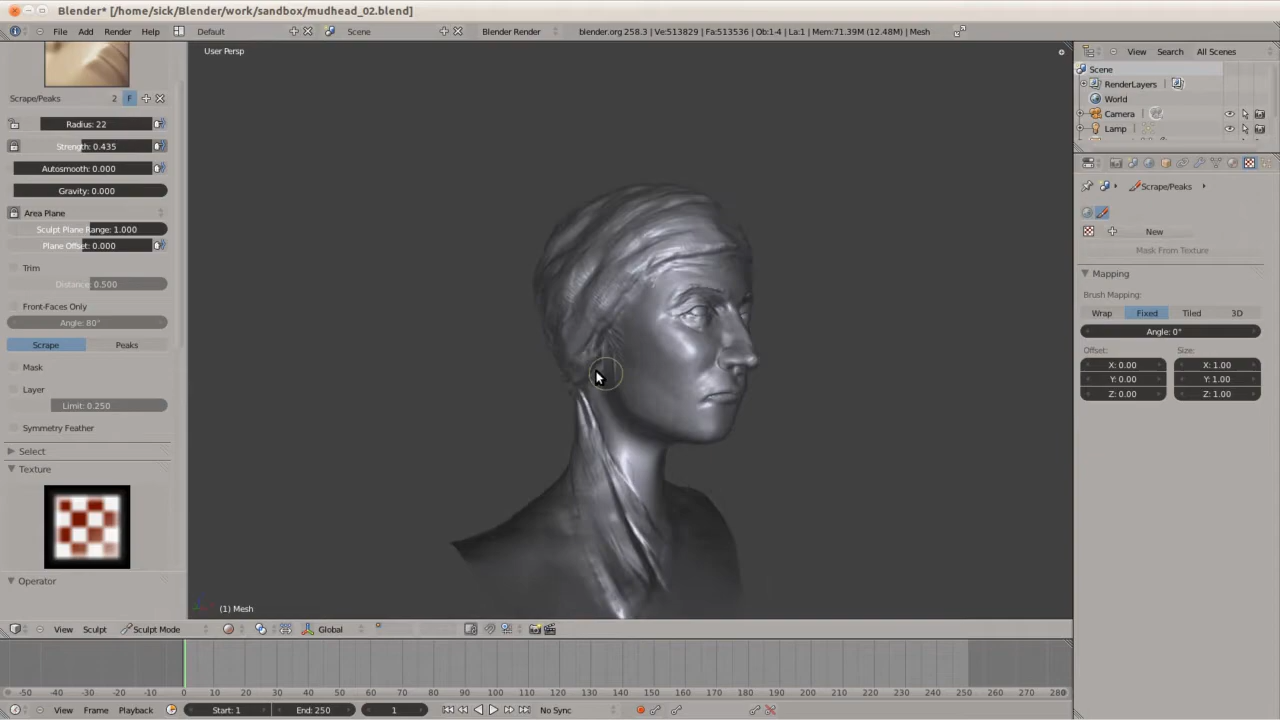 Blender* [/home/sick/Blender/work/sandbox/mudhead_02.blend]
File Add Render Help Default Scene Blender Render blender.org 258.3 | Ve:513829 | Fa:513536 | Ob:1-4 | La:1 | Mem:71.39M (12.48M) | Mesh
User Persp
View Search All Scenes
Scene
RenderLayers
World
Camera
Lamp
Scrape/Peaks 2 F
Radius: 22
Strength: 0.435
Autosmooth: 0.000
Gravity: 0.000
Area Plane
Sculpt Plane Range: 1.000
Plane Offset: 0.000
Trim
Distance: 0.500
Front-Faces Only
Angle: 80°
Scrape Peaks
Mask
Layer
Limit: 0.250
Symmetry Feather
Select
Texture
Operator
Scrape/Peaks
New
Mask From Texture
Mapping
Brush Mapping:
Wrap Fixed Tiled 3D
Angle: 0°
Offset: Size:
X: 0.00 X: 1.00
Y: 0.00 Y: 1.00
Z: 0.00 Z: 1.00
(1) Mesh
View Sculpt Sculpt Mode Global
-50 -40 -30 -20 -10 0 10 20 30 40 50 60 70 80 90 100 110 120 130 140 150 160 170 180 190 200 210 220 230 240 250 260 270 280
View Frame Playback Start: 1 End: 250 1 No Sync